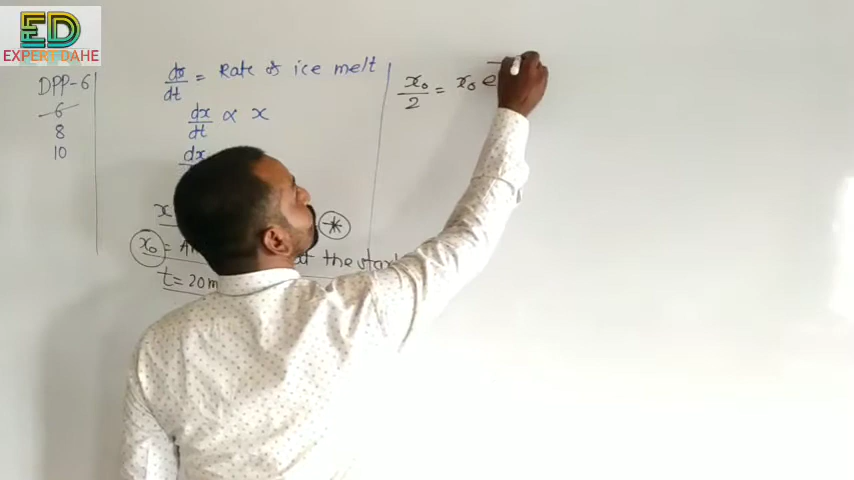 ED
EXPERT DAHE
DPP-6
6
8
10
dx/dt = Rate of ice melt
dx/dt ∝ x
dx
x
x₀ =
at the start
t = 20m
*
x₀/2 = x₀ e